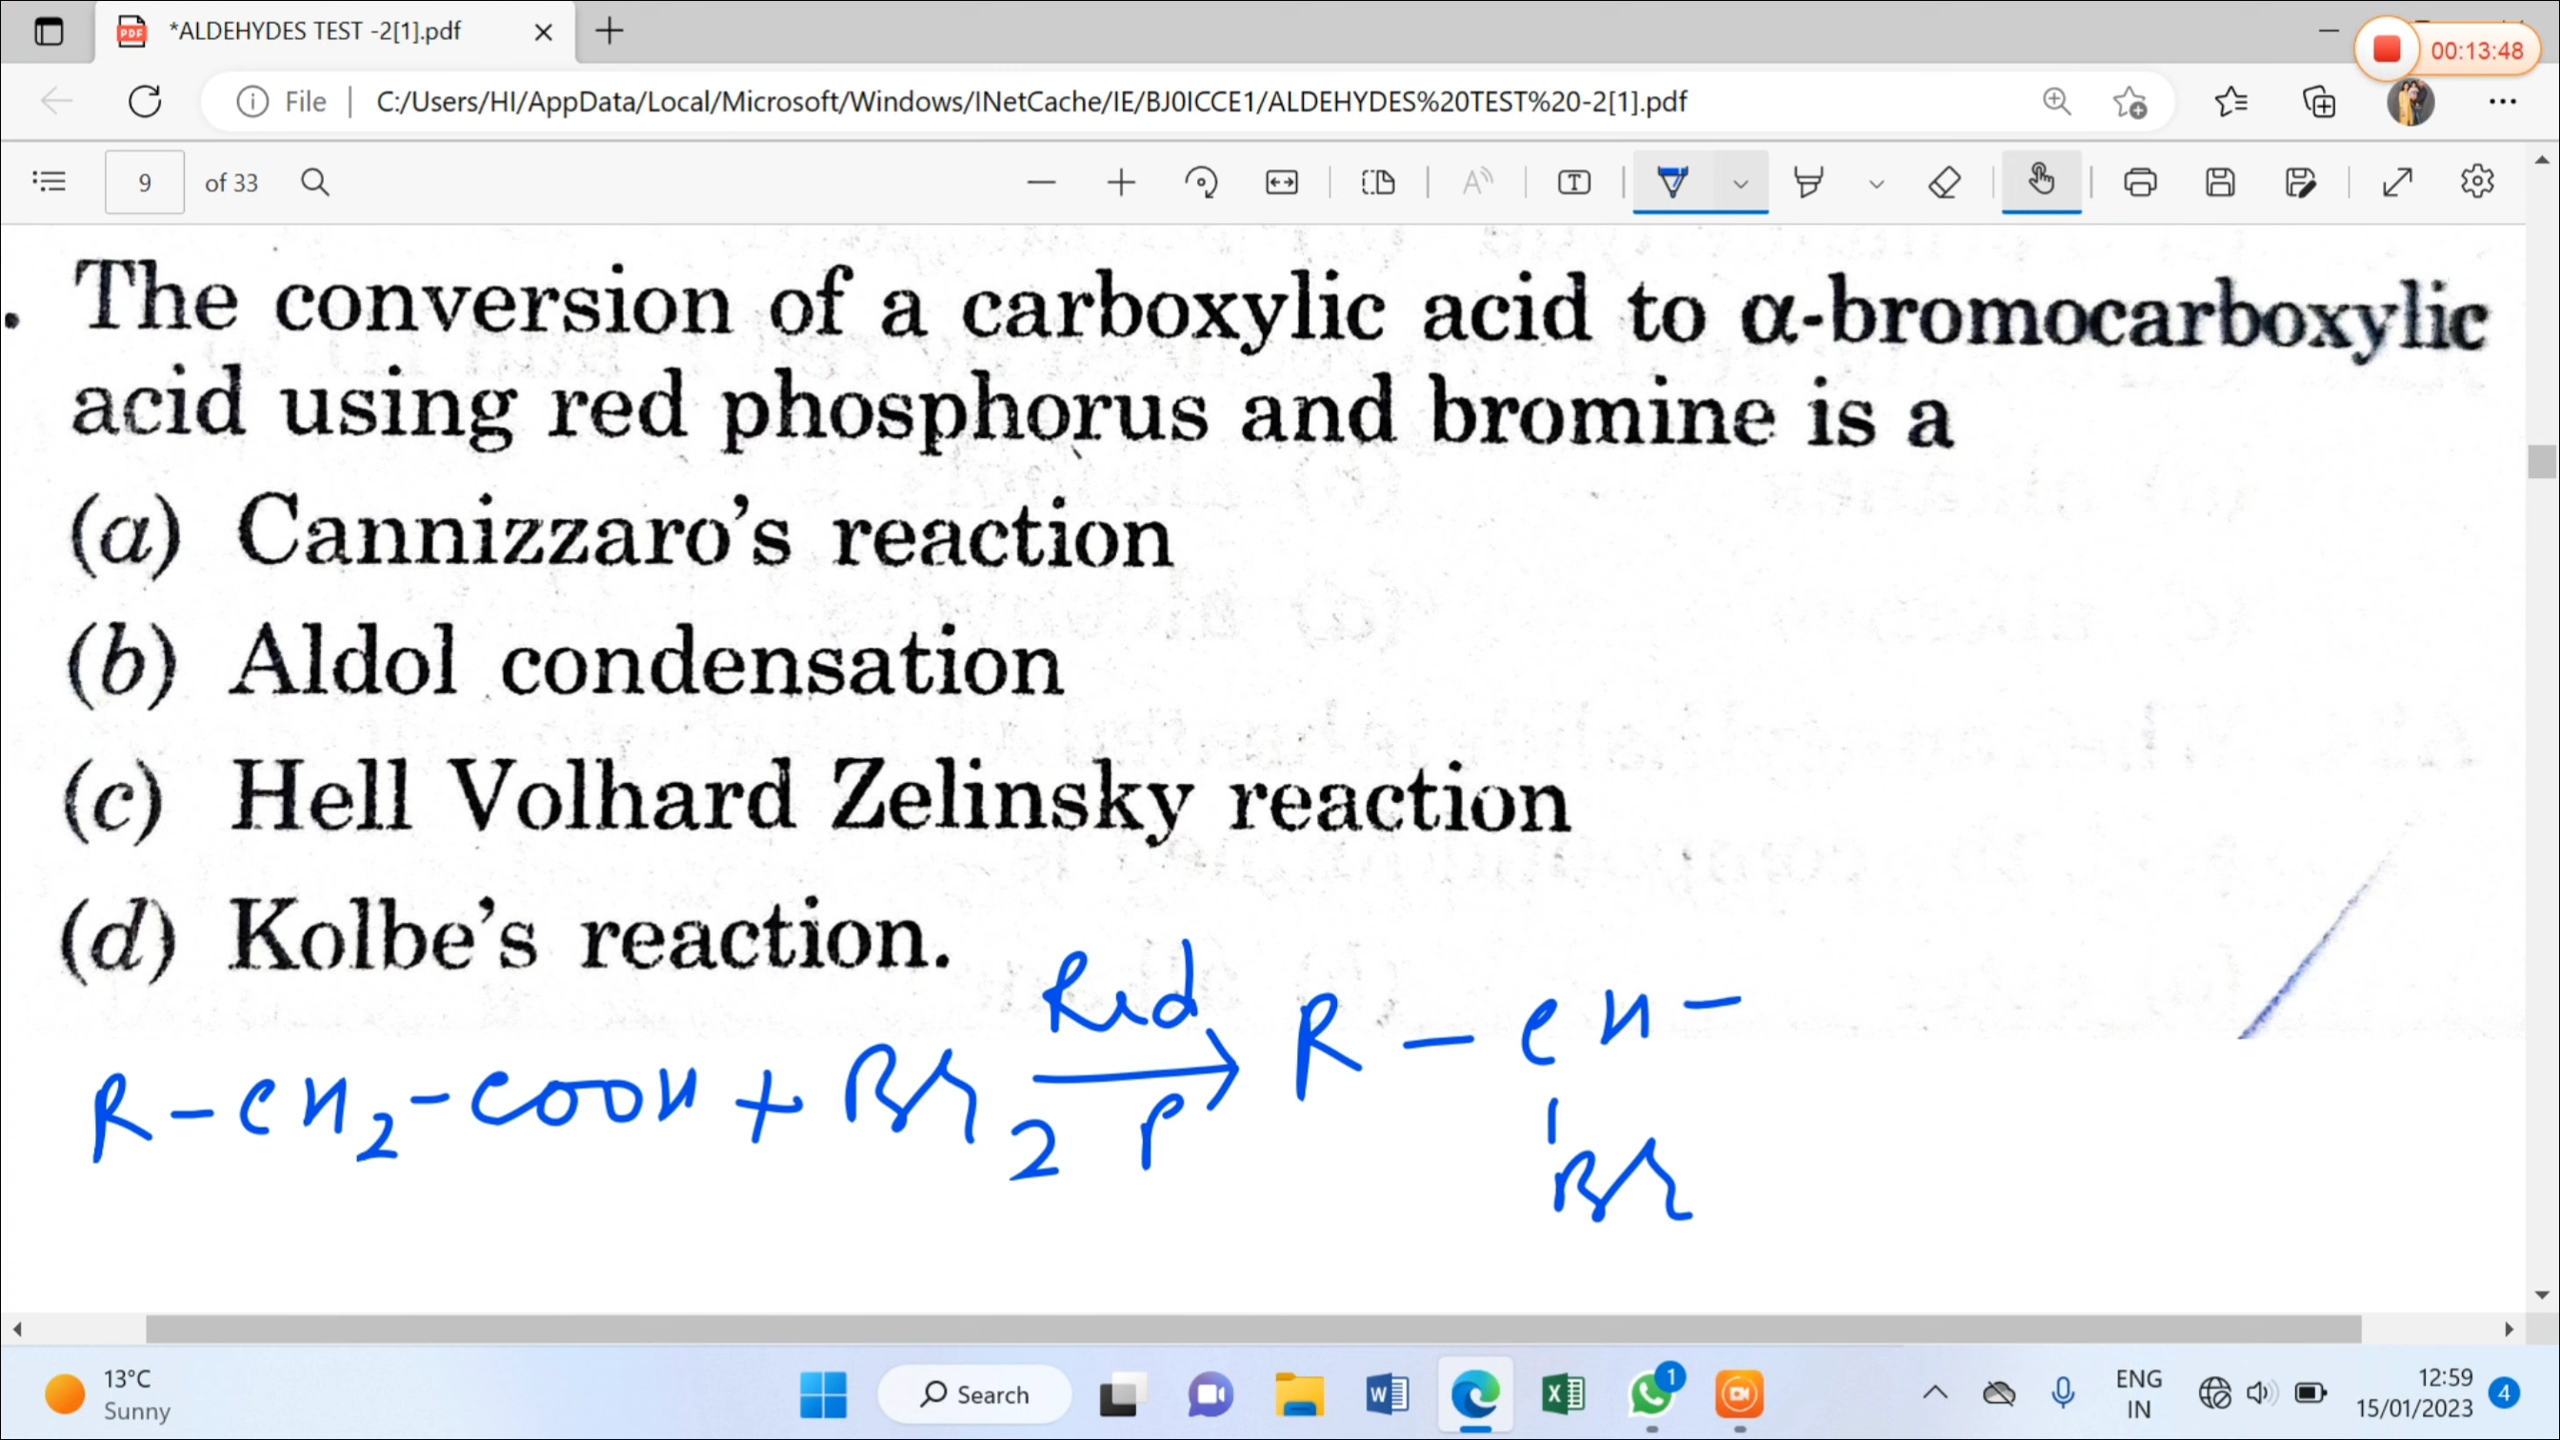 *ALDEHYDES TEST -2[1].pdf
00:13:48
File | C:/Users/HI/AppData/Local/Microsoft/Windows/INetCache/IE/BJ0ICCE1/ALDEHYDES%20TEST%20-2[1].pdf
9 of 33
. The conversion of a carboxylic acid to α-bromocarboxylic
acid using red phosphorus and bromine is a
(a) Cannizzaro's reaction
(b) Aldol condensation
(c) Hell Volhard Zelinsky reaction
(d) Kolbe's reaction.
Red
R-CH2-COOH + Br2 → R - CH -
P
Br
13°C
Sunny
Search
W
X
1
ENG
IN
12:59
15/01/2023
4